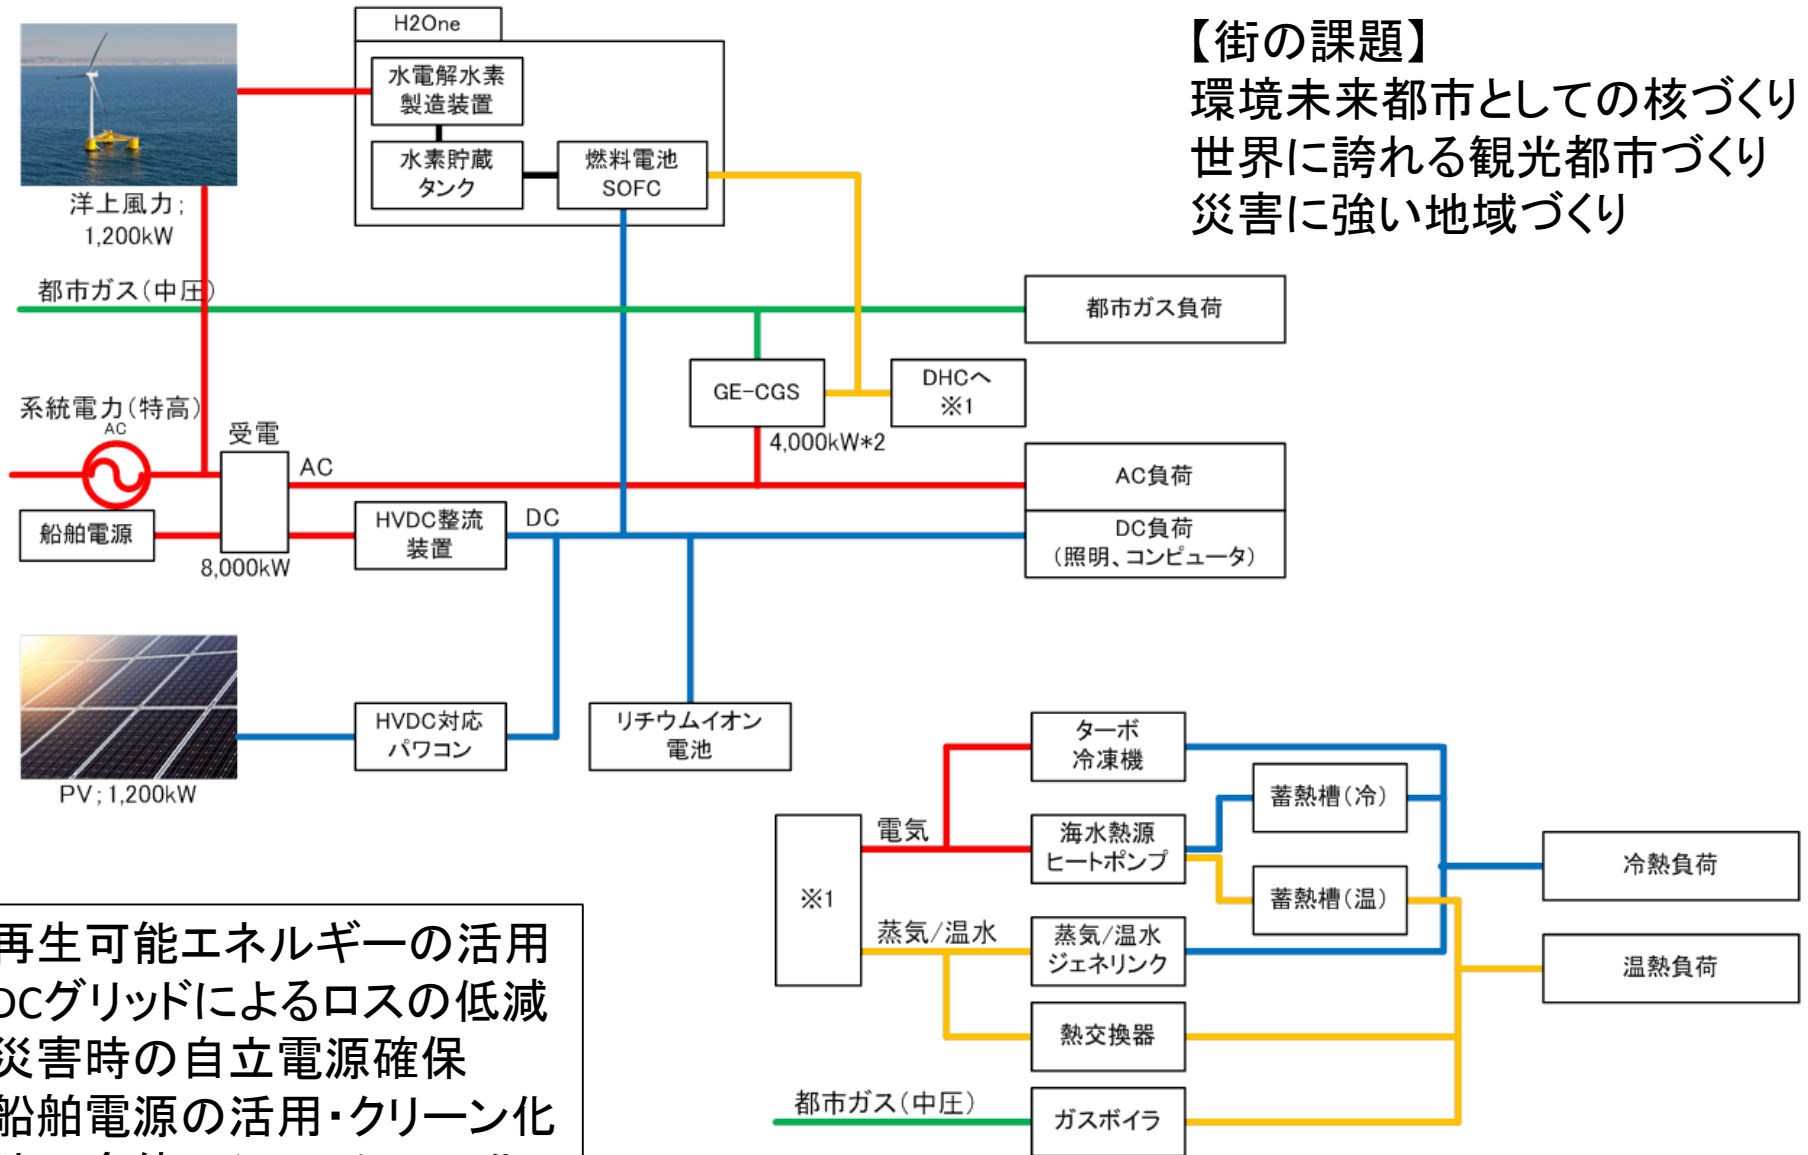 H2One
水電解水素
製造装置
水素貯蔵
タンク
燃料電池
SOFC
洋上風力;
1,200kW
【街の課題】
環境未来都市としての核づくり
世界に誇れる観光都市づくり
災害に強い地域づくり
都市ガス(中圧)
都市ガス負荷
GE-CGS
4,000kW*2
DHCへ
※1
系統電力(特高)
AC
受電
AC
AC負荷
船舶電源
8,000kW
HVDC整流
装置
DC
DC負荷
(照明、コンピュータ)
PV;1,200kW
HVDC対応
パワコン
リチウムイオン
電池
※1
電気
蒸気/温水
ターボ
冷凍機
海水熱源
ヒートポンプ
蒸気/温水
ジェネリンク
熱交換器
都市ガス(中圧)
ガスボイラ
蓄熱槽(冷)
蓄熱槽(温)
冷熱負荷
温熱負荷
再生可能エネルギーの活用
DCグリッドによるロスの低減
災害時の自立電源確保
船舶電源の活用・クリーン化